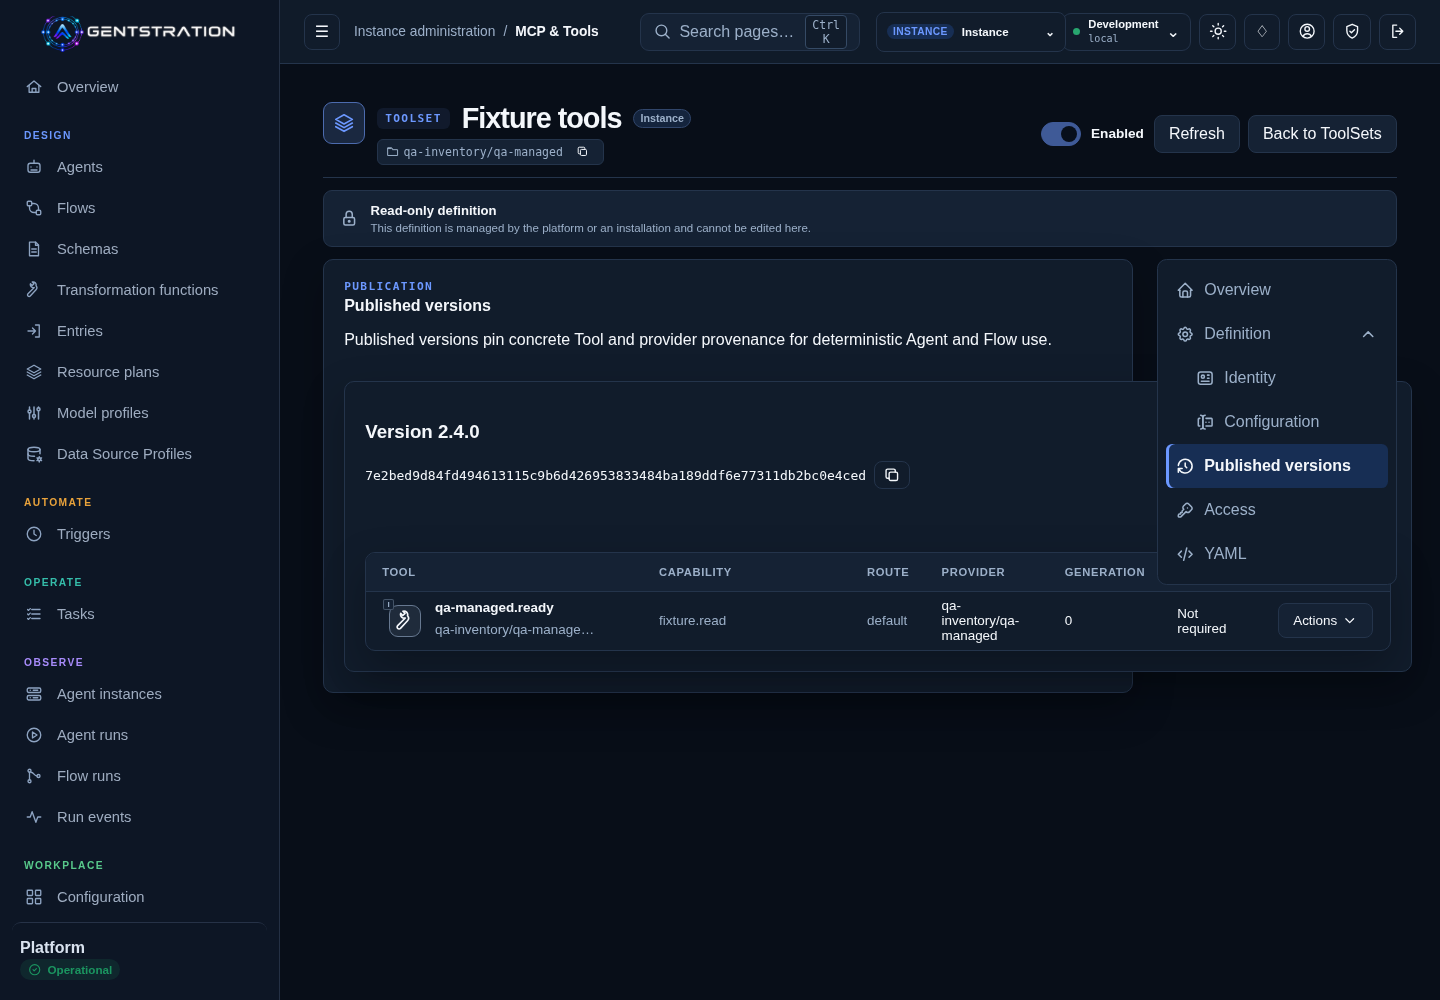 GENTSTRATION
Overview
DESIGN
Agents
Flows
Schemas
Transformation functions
Entries
Resource plans
Model profiles
Data Source Profiles
AUTOMATE
Triggers
OPERATE
Tasks
OBSERVE
Agent instances
Agent runs
Flow runs
Run events
WORKPLACE
Configuration
Platform
Operational
Instance administration / MCP & Tools
Search pages…
Ctrl
K
INSTANCE Instance
Development
local
TOOLSET Fixture tools Instance
qa-inventory/qa-managed
Enabled
Refresh
Back to ToolSets
Read-only definition
This definition is managed by the platform or an installation and cannot be edited here.
PUBLICATION
Published versions
Published versions pin concrete Tool and provider provenance for deterministic Agent and Flow use.
Version 2.4.0
7e2bed9d84fd494613115c9b6d426953833484ba189ddf6e77311db2bc0e4ced
TOOL CAPABILITY ROUTE PROVIDER GENERATION
I
qa-managed.ready
qa-inventory/qa-manage…
fixture.read
default
qa-
inventory/qa-
managed
0
Not
required
Actions
Overview
Definition
Identity
Configuration
Published versions
Access
YAML